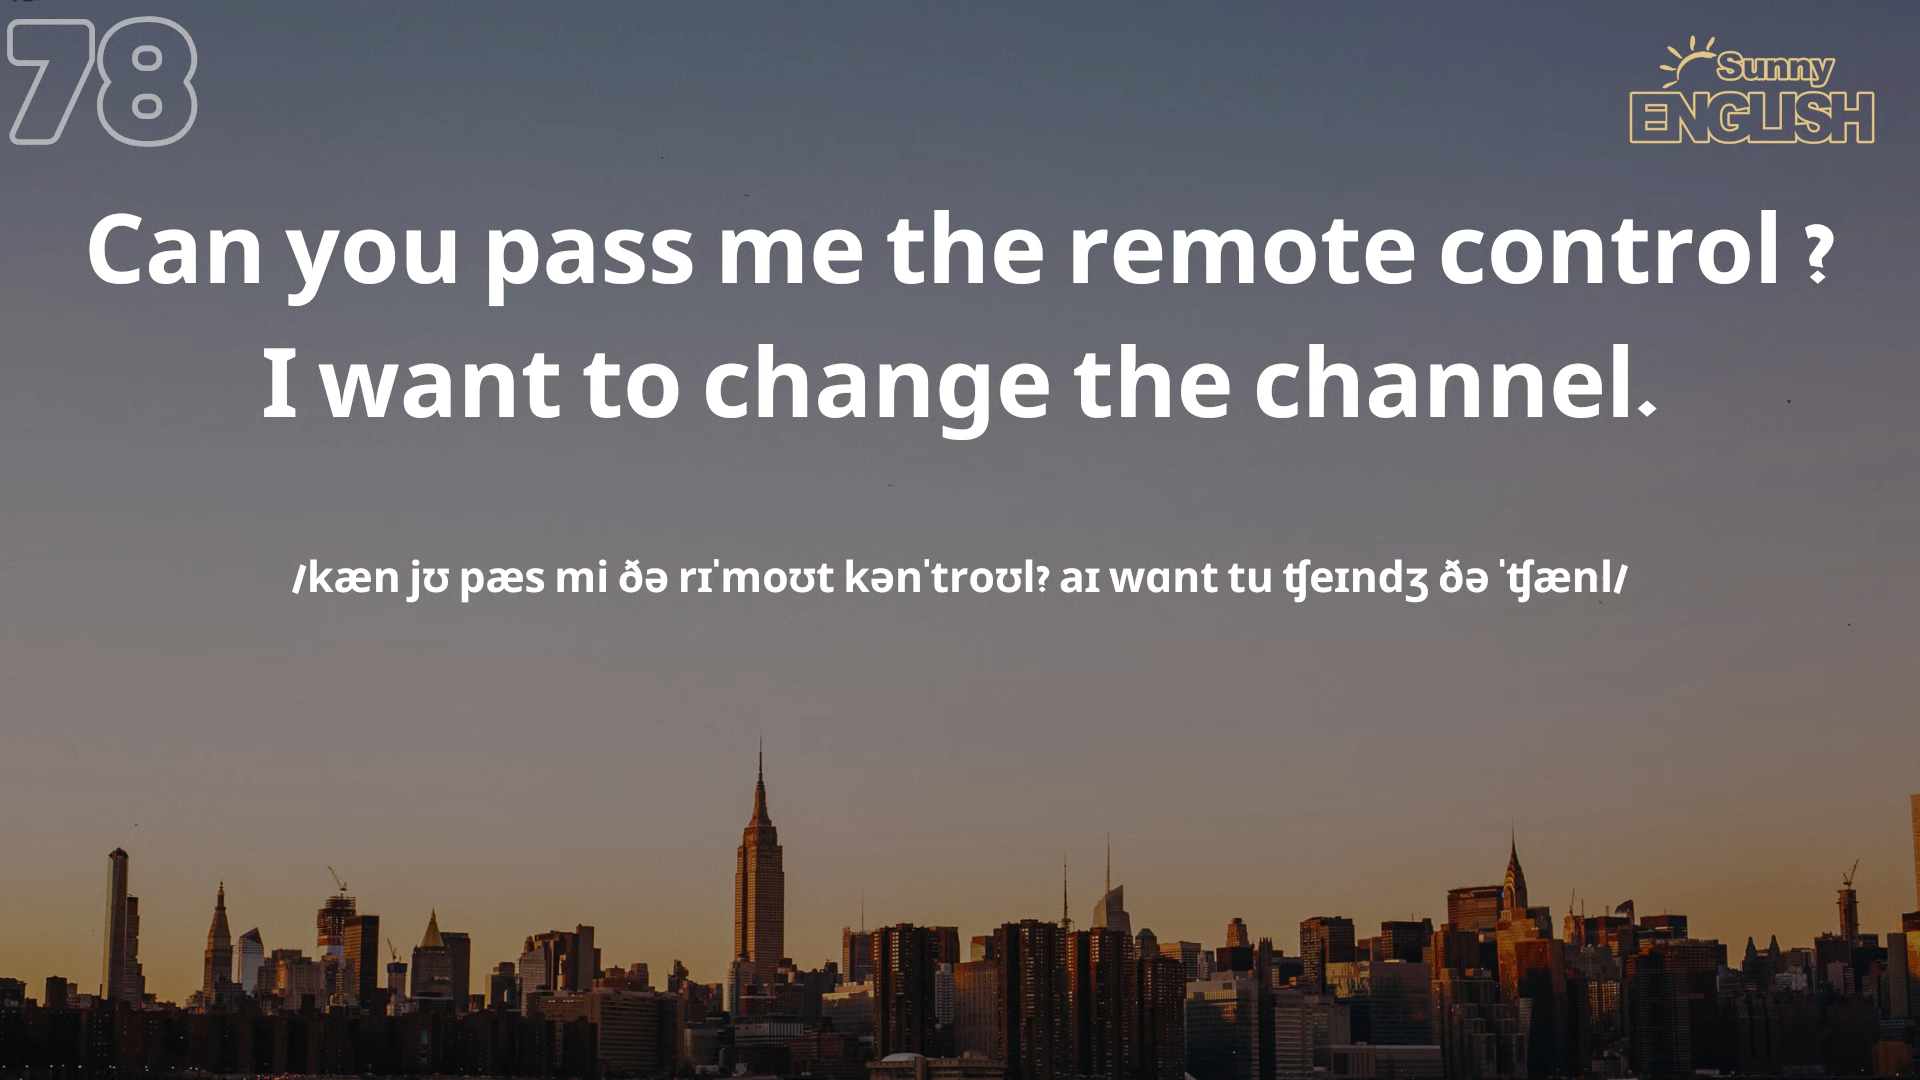 78
Sunny
ENGLISH
Can you pass me the remote control ?
I want to change the channel.
/kæn jʊ pæs mi ðə rɪˈmoʊt kənˈtroʊl? aɪ wɑnt tu ʧeɪndʒ ðə ˈʧænl/